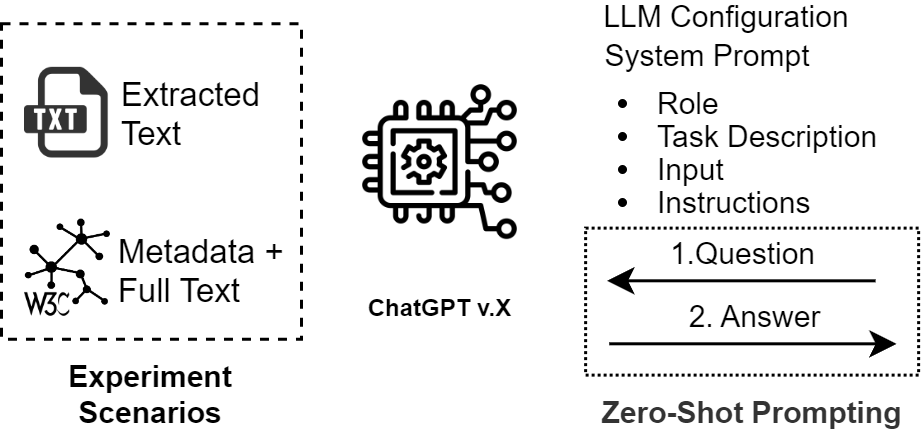 TXT
Extracted
Text
W3C
Metadata +
Full Text
Experiment
Scenarios
ChatGPT v.X
LLM Configuration
System Prompt
• Role
• Task Description
• Input
• Instructions
1.Question
2. Answer
Zero-Shot Prompting